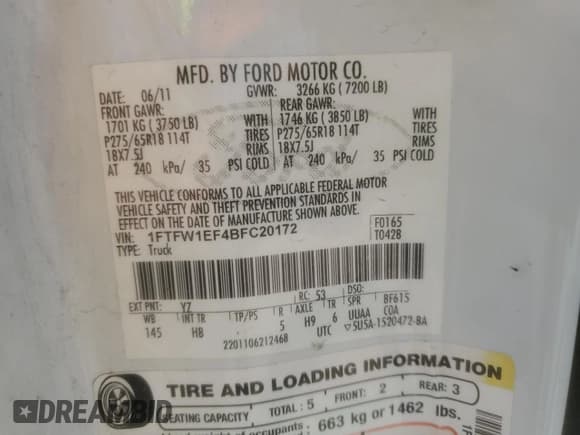 MFD. BY FORD MOTOR CO.
DATE: 06/11 GVWR: 3266 KG ( 7200 LB)
FRONT GAWR: REAR GAWR:
1701 KG ( 3750 LB) WITH 1746 KG ( 3850 LB) WITH
P275/65R18 114T TIRES P275/65R18 114T TIRES
18X7.5J RIMS 18X7.5J RIMS
AT 240 kPa/ 35 PSI COLD AT 240 kPa/ 35 PSI COLD
THIS VEHICLE CONFORMS TO ALL APPLICABLE FEDERAL MOTOR
VEHICLE SAFETY AND THEFT PREVENTION STANDARDS IN
EFFECT ON THE DATE OF MANUFACTURE SHOWN ABOVE.
VIN: 1FTFW1EF4BFC20172 F0165
TYPE: Truck T0428
EXT PNT: YZ RC: 53 DSO:
WB INT TR TP/PS R AXLE TR SPR BF615
145 HB 5 H9 6 UUAA COA
2201106212468 UTC ▽5U5A-1520472-BA
TIRE AND LOADING INFORMATION
SEATING CAPACITY TOTAL: 5 FRONT: 2 REAR: 3
of occupants 663 kg or 1462 lbs.
DREAMBID